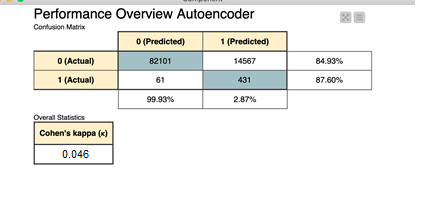 Performance Overview Autoencoder
Confusion Matrix
0 (Predicted) 1 (Predicted)
0 (Actual) 82101 14567 84.93%
1 (Actual) 61 431 87.60%
99.93% 2.87%
Overall Statistics
Cohen's kappa (κ)
0.046